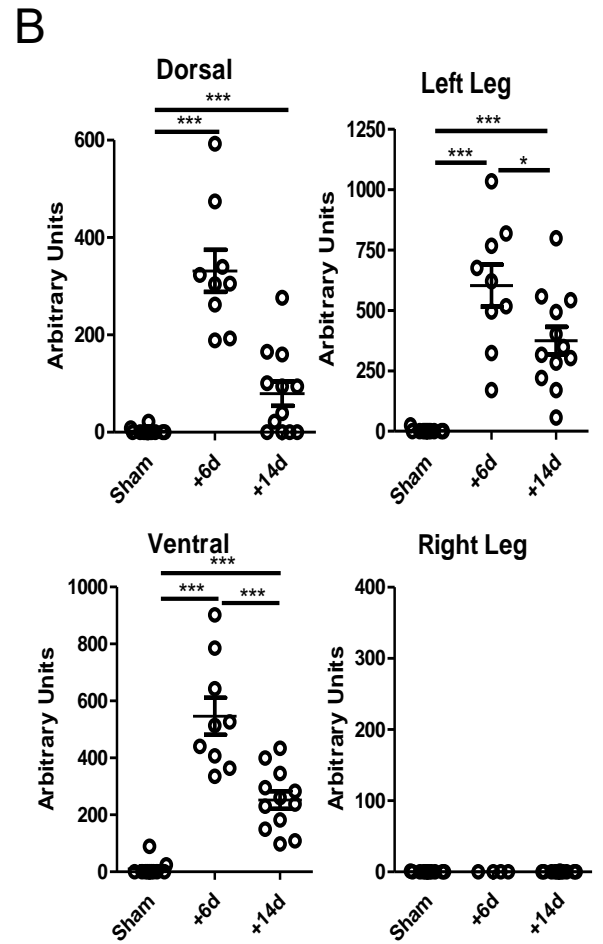 B
Dorsal
***
***
600
400
200
0
Arbitrary Units
Sham
+6d
+14d
Left Leg
***
***
*
1250
1000
750
500
250
0
Arbitrary Units
Sham
+6d
+14d
Ventral
***
***
***
1000
800
600
400
200
0
Arbitrary Units
Sham
+6d
+14d
Right Leg
400
300
200
100
0
Arbitrary Units
Sham
+6d
+14d